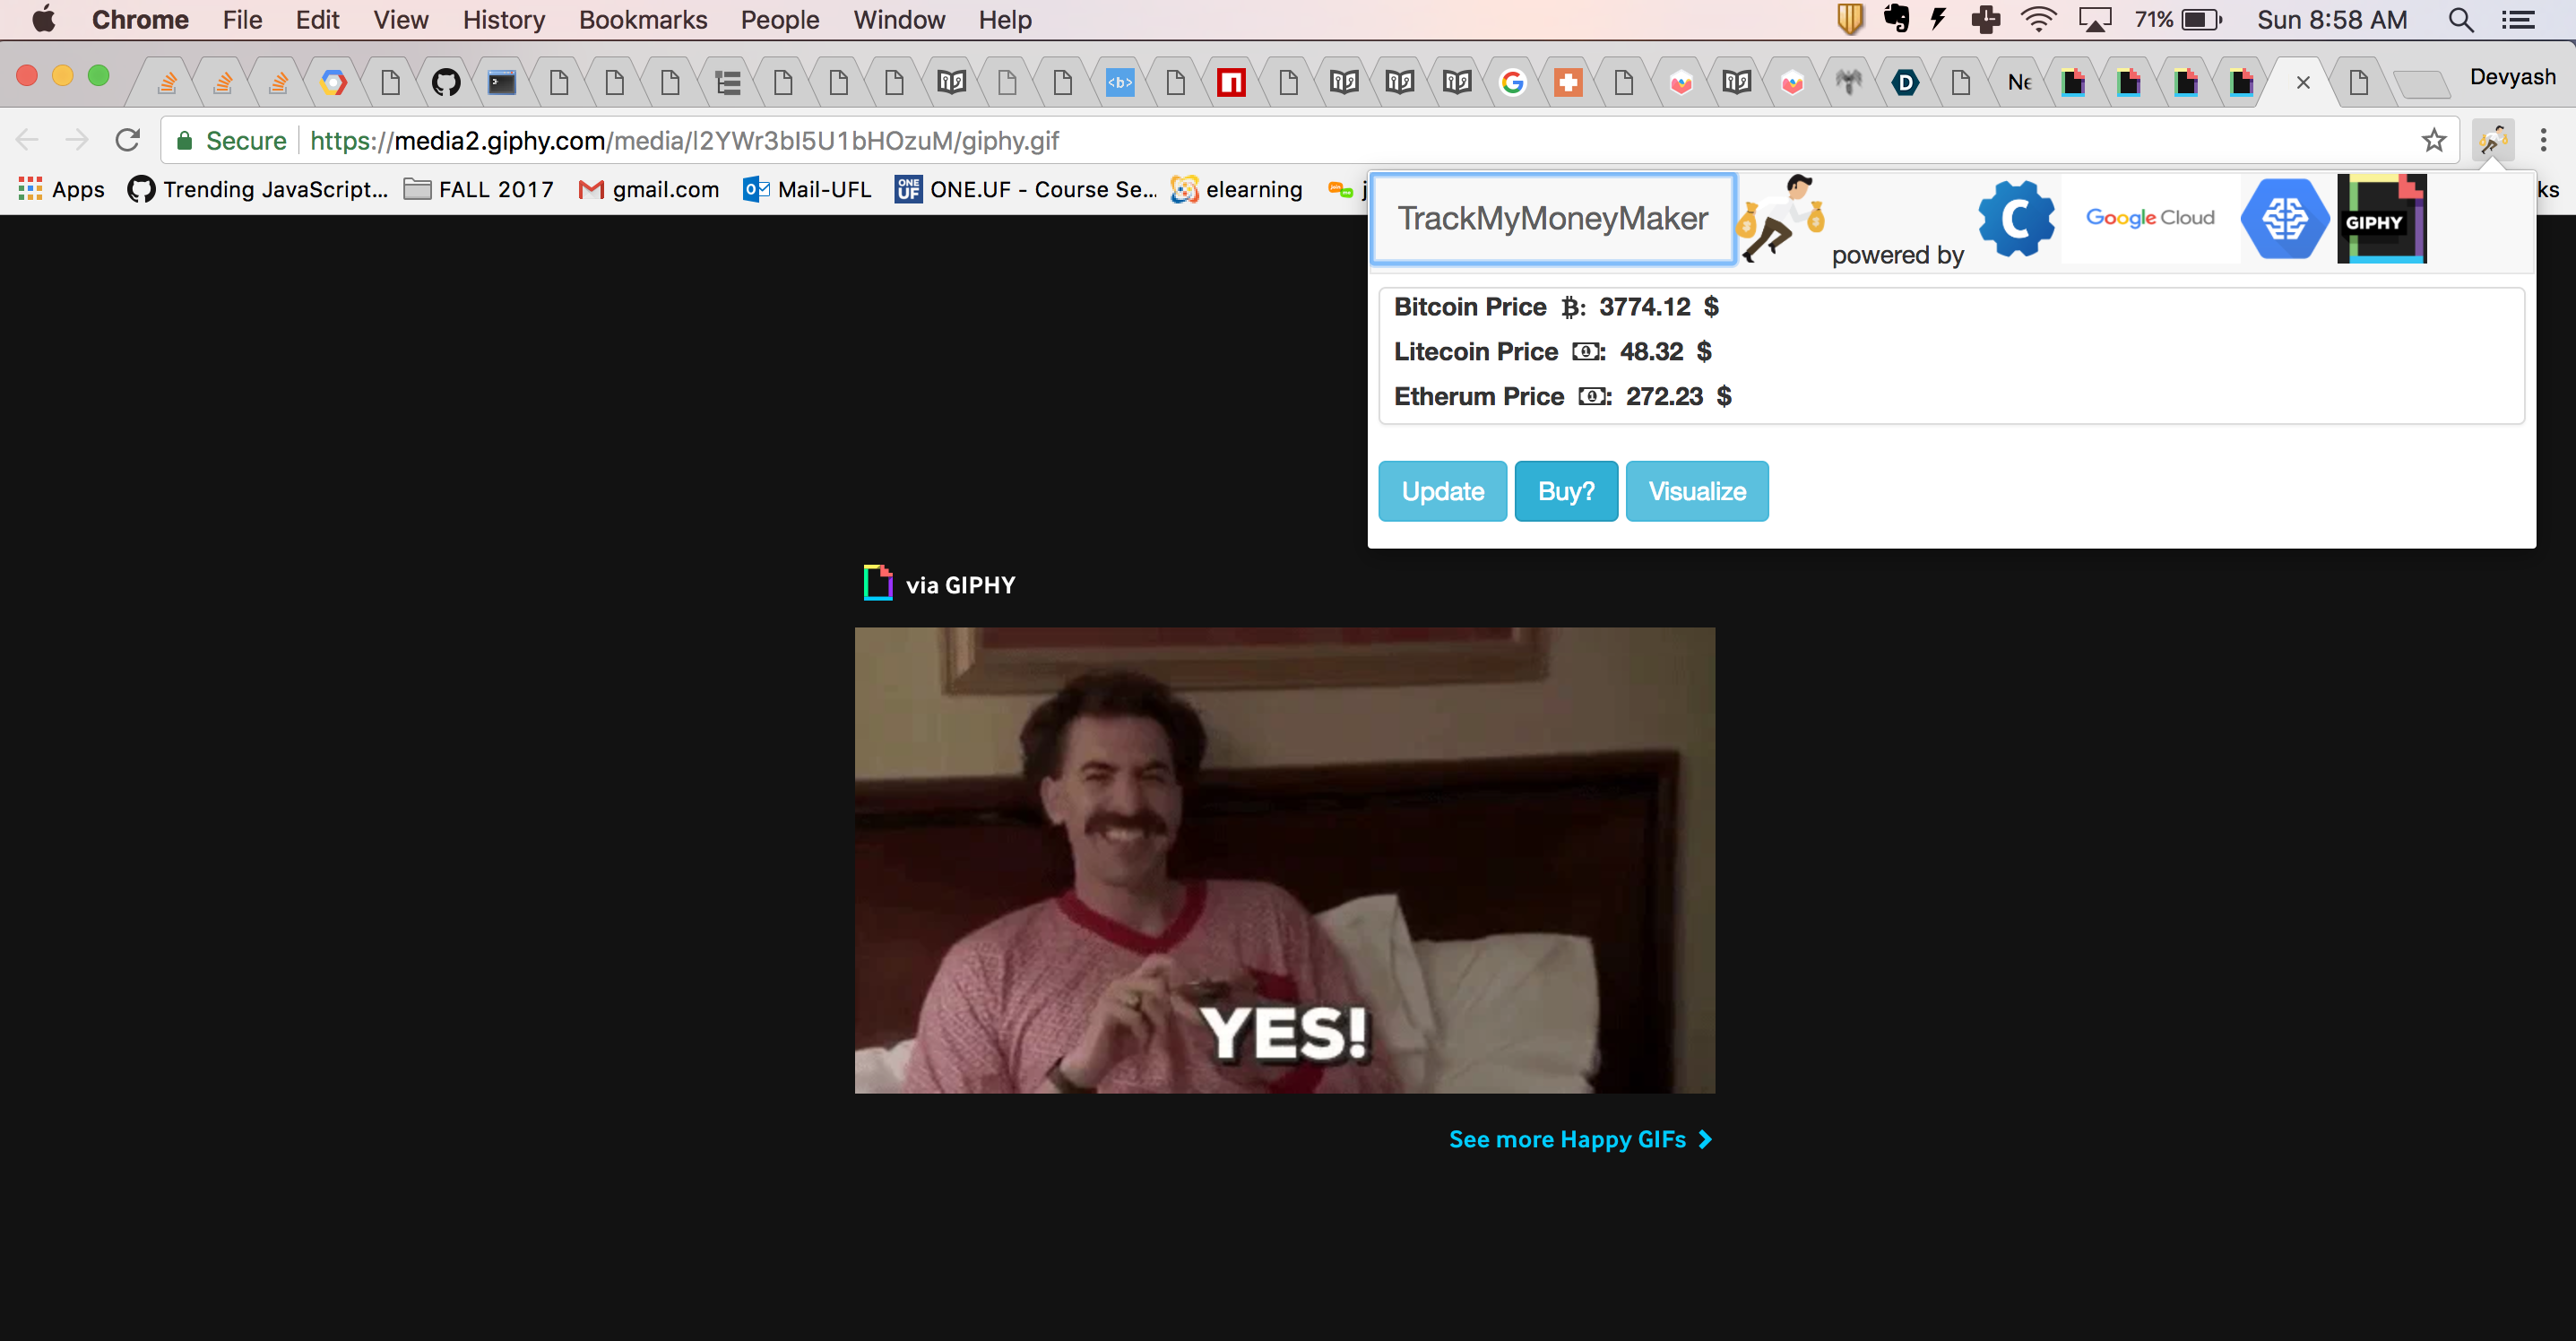 Chrome File Edit View History Bookmarks People Window Help 71% Sun 8:58 AM
<b> D Ne Devyash
Secure https://media2.giphy.com/media/l2YWr3bI5U1bHOzuM/giphy.gif
Apps Trending JavaScript... FALL 2017 gmail.com Mail-UFL ONE UF ONE.UF - Course Se... elearning j ks
TrackMyMoneyMaker powered by C Google Cloud GIPHY
Bitcoin Price ₿: 3774.12 $
Litecoin Price : 48.32 $
Etherum Price : 272.23 $
Update Buy? Visualize
via GIPHY
YES!
See more Happy GIFs